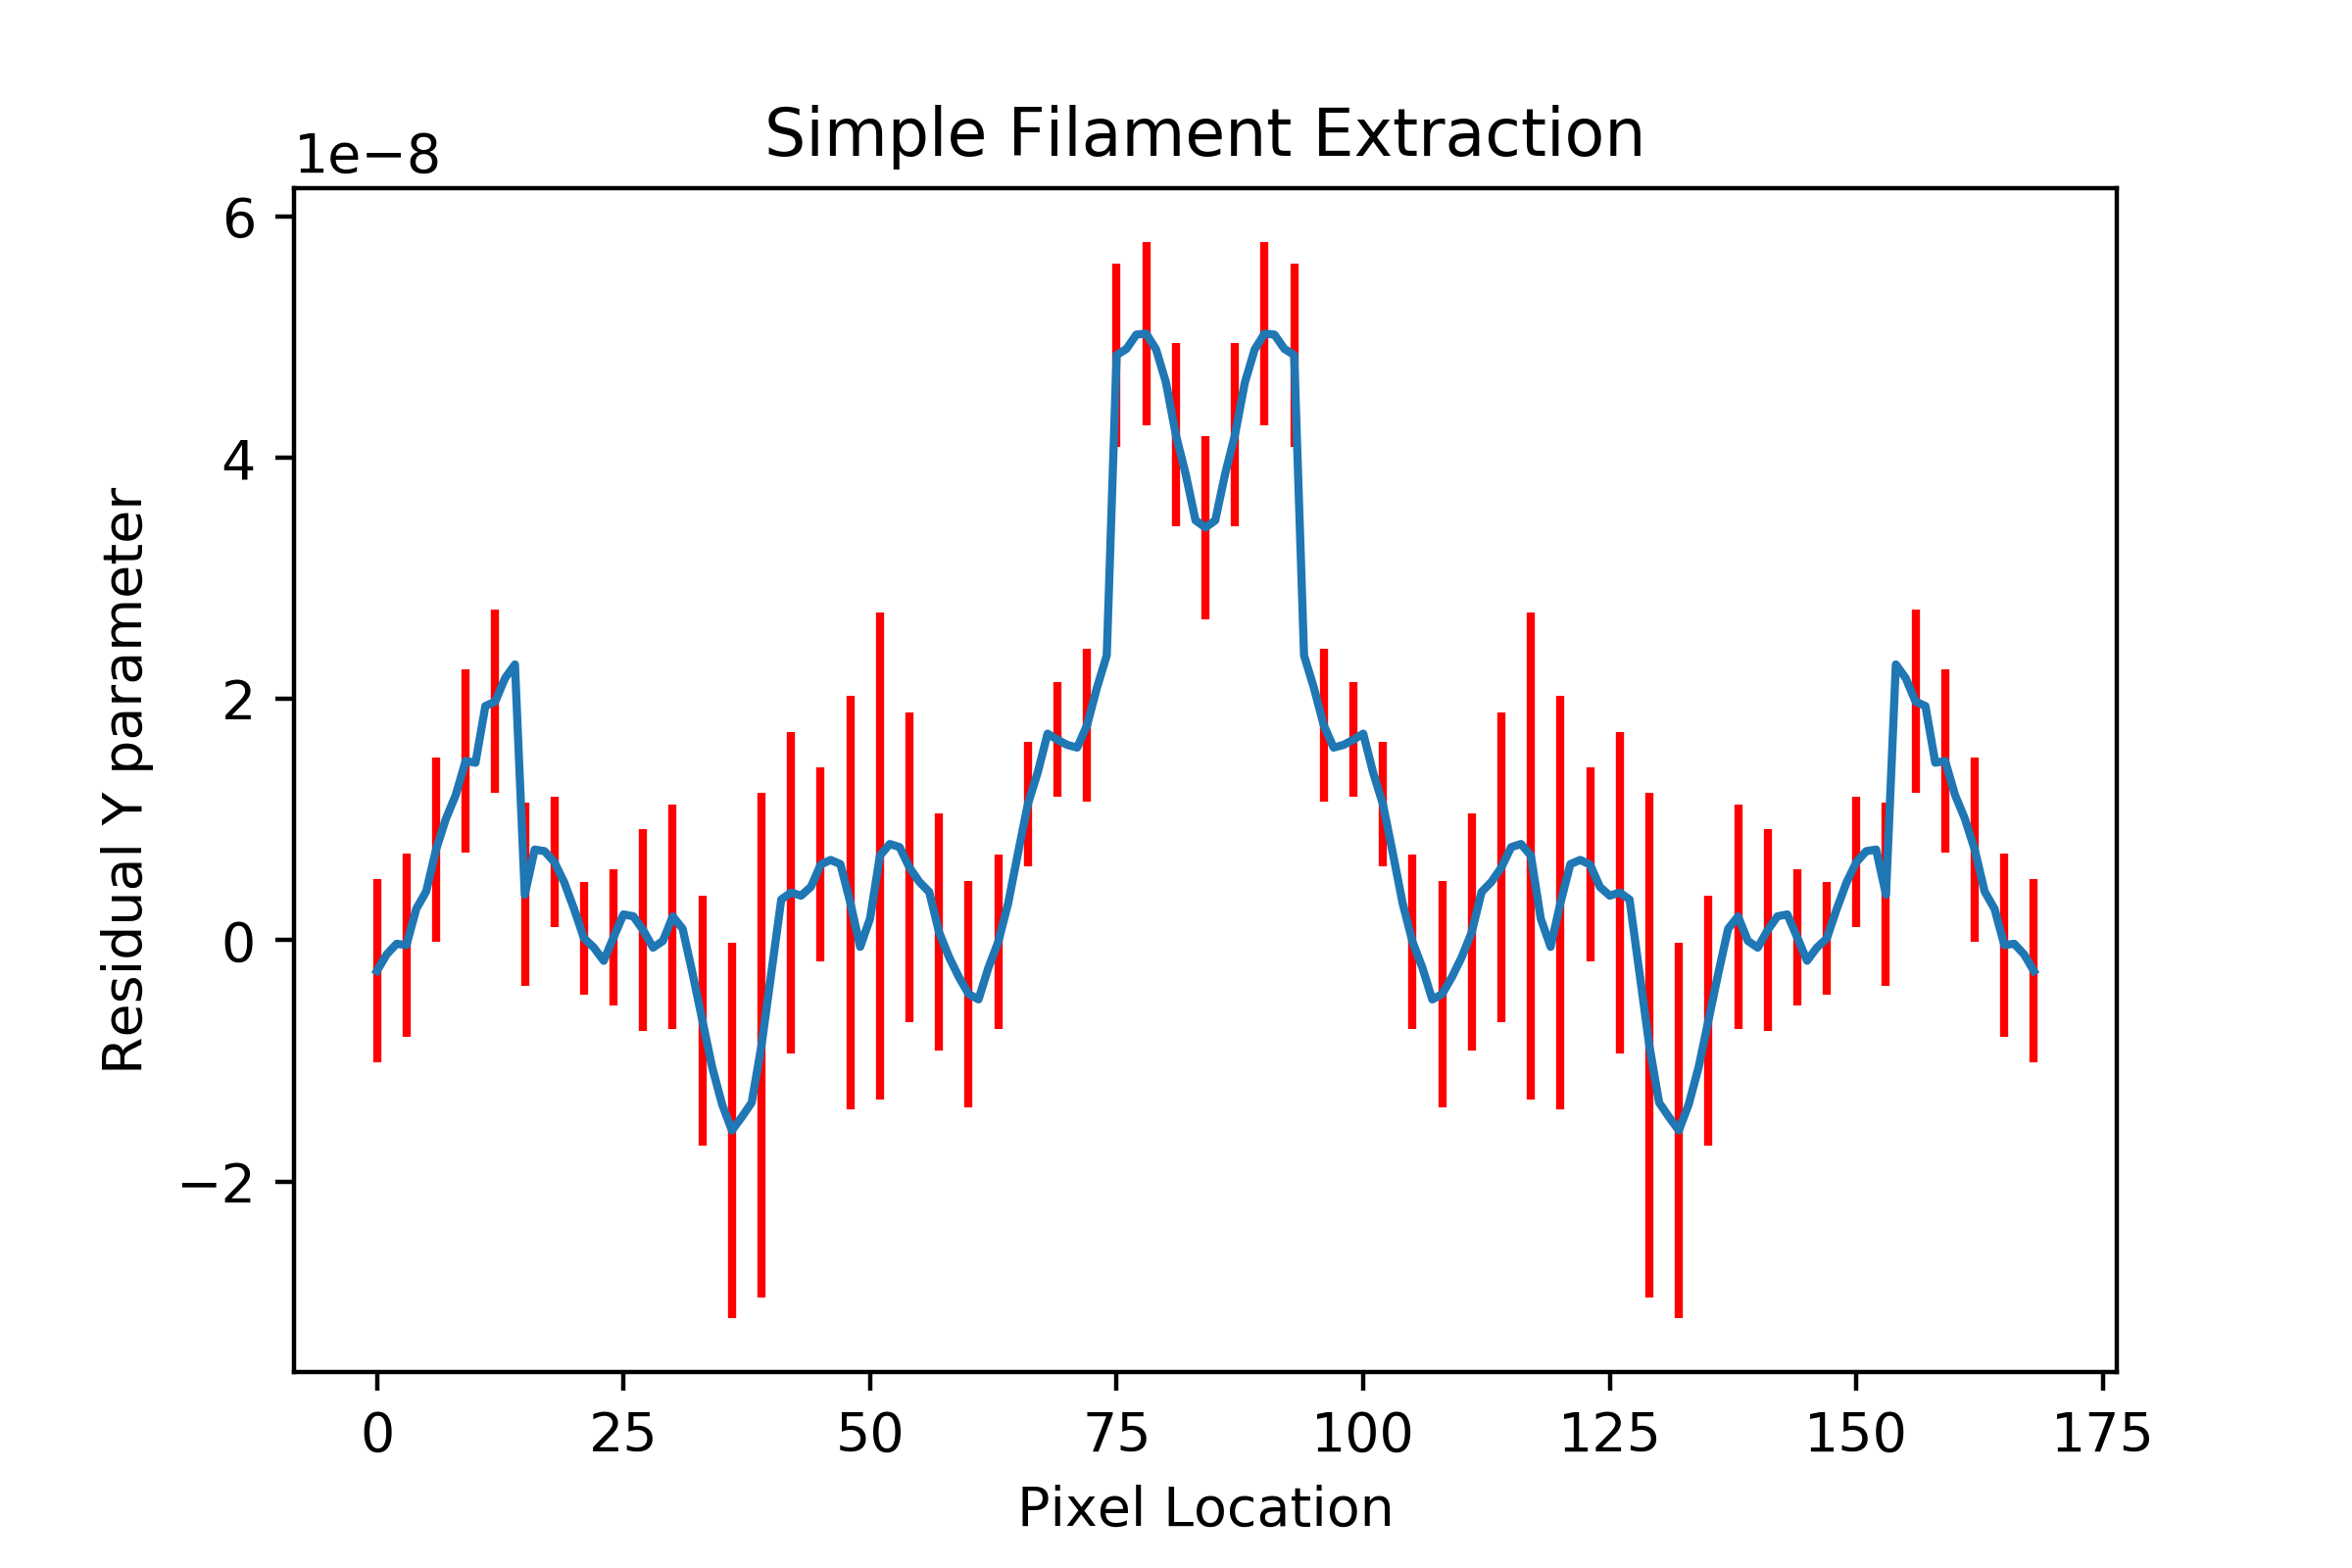 Simple Filament Extraction
1e−8
6
4
2
0
−2
Residual Y parameter
0 25 50 75 100 125 150 175
Pixel Location